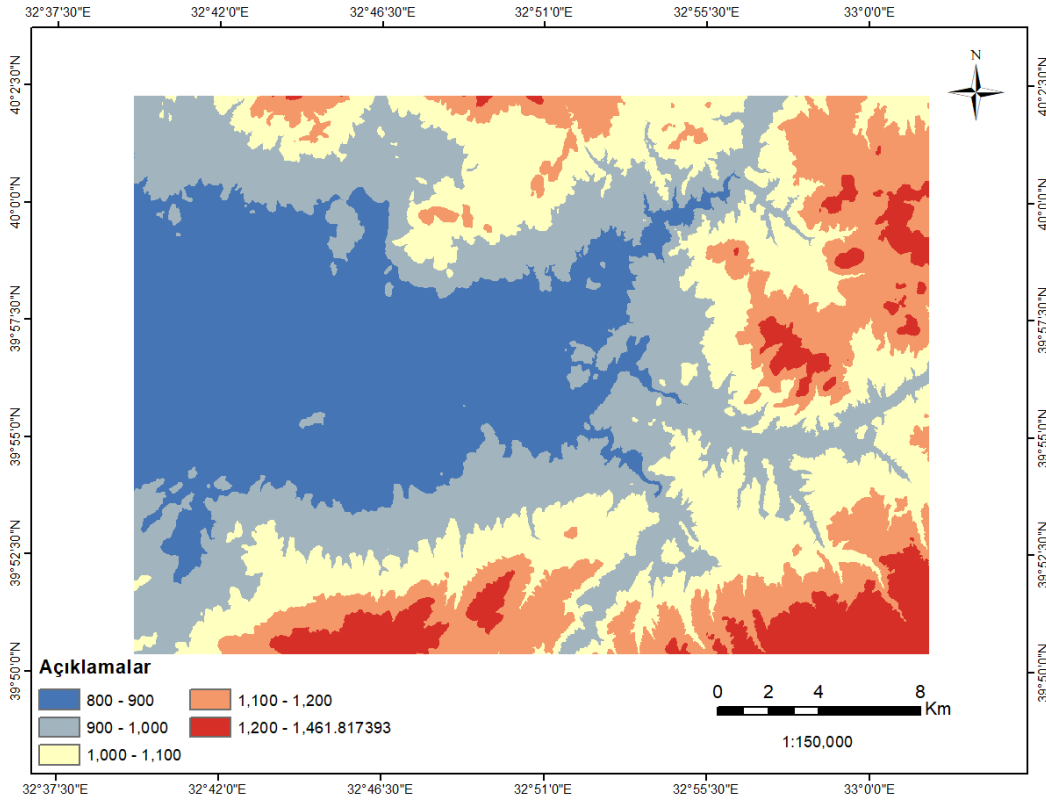 32°37'30"E 32°42'0"E 32°46'30"E 32°51'0"E 32°55'30"E 33°0'0"E
N
40°2'30"N 40°2'30"N
40°0'0"N 40°0'0"N
39°57'30"N 39°57'30"N
39°55'0"N 39°55'0"N
39°52'30"N 39°52'30"N
39°50'0"N 39°50'0"N
Açıklamalar
800 - 900 1,100 - 1,200
900 - 1,000 1,200 - 1,461.817393
1,000 - 1,100
0 2 4 8
Km
1:150,000
32°37'30"E 32°42'0"E 32°46'30"E 32°51'0"E 32°55'30"E 33°0'0"E